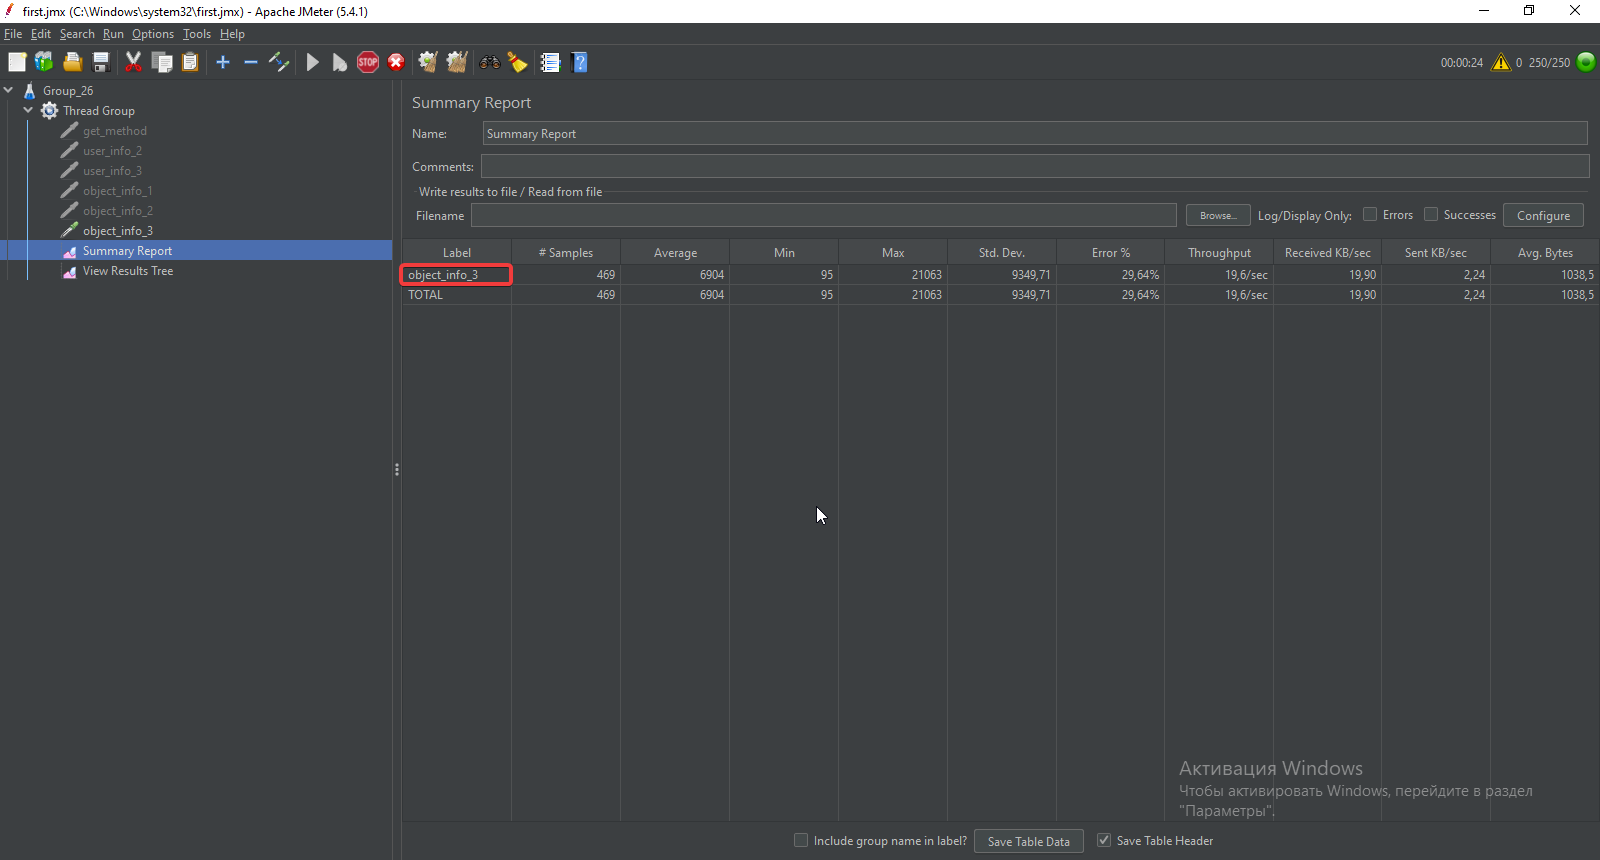 first.jmx (C:\Windows\system32\first.jmx) - Apache JMeter (5.4.1)
File Edit Search Run Options Tools Help
STOP
00:00:24 0 250/250
Group_26
Thread Group
get_method
user_info_2
user_info_3
object_info_1
object_info_2
object_info_3
Summary Report
View Results Tree
Summary Report
Name: Summary Report
Comments:
Write results to file / Read from file
Filename Browse... Log/Display Only: Errors Successes Configure
Label # Samples Average Min Max Std. Dev. Error % Throughput Received KB/sec Sent KB/sec Avg. Bytes
object_info_3 469 6904 95 21063 9349,71 29,64% 19,6/sec 19,90 2,24 1038,5
TOTAL 469 6904 95 21063 9349,71 29,64% 19,6/sec 19,90 2,24 1038,5
Активация Windows
Чтобы активировать Windows, перейдите в раздел
"Параметры".
Include group name in label? Save Table Data Save Table Header